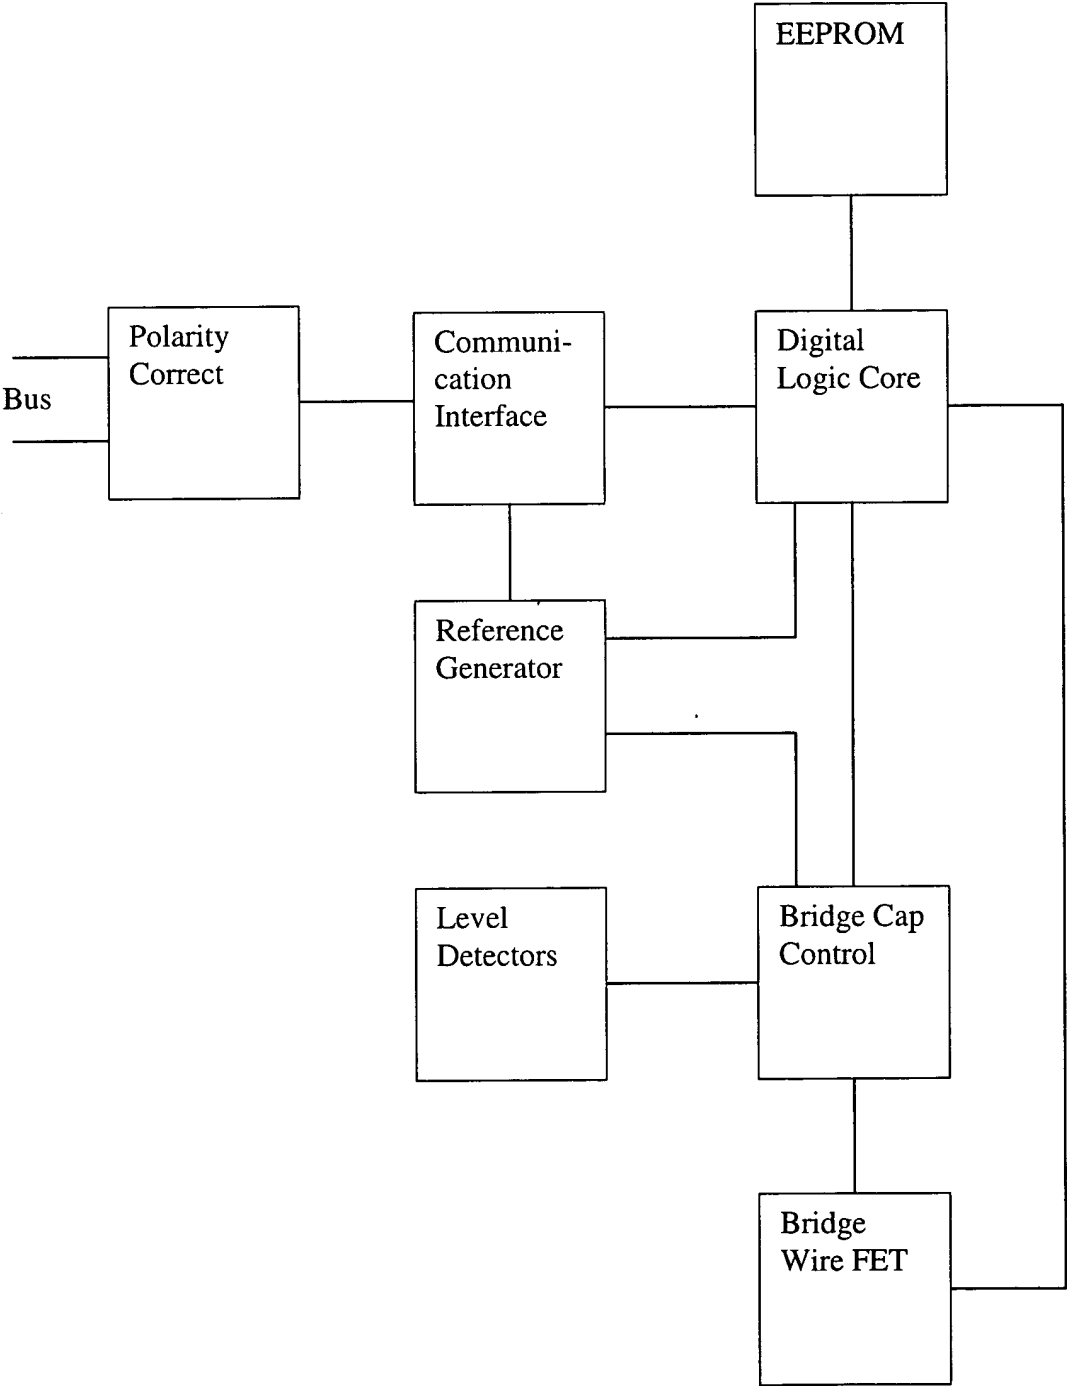 EEPROM
Polarity
Correct
Bus
Communi-
cation
Interface
Digital
Logic Core
Reference
Generator
Level
Detectors
Bridge Cap
Control
Bridge
Wire FET